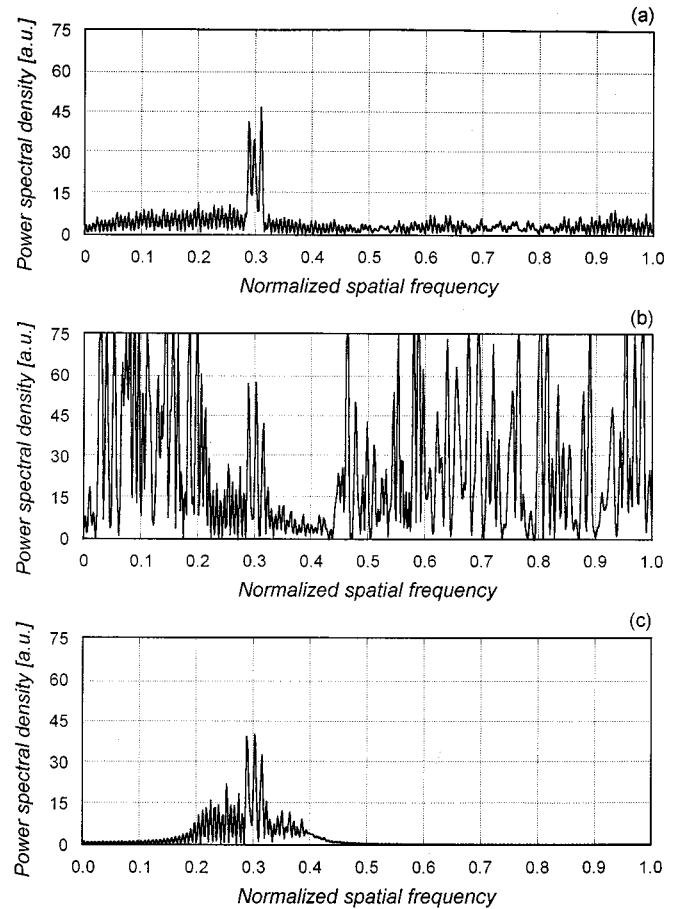 (a)
Power spectral density [a.u.]
75
60
45
30
15
0
0 0.1 0.2 0.3 0.4 0.5 0.6 0.7 0.8 0.9 1.0
Normalized spatial frequency
(b)
Power spectral density [a.u.]
75
60
45
30
15
0
0 0.1 0.2 0.3 0.4 0.5 0.6 0.7 0.8 0.9 1.0
Normalized spatial frequency
(c)
Power spectral density [a.u.]
75
60
45
30
15
0
0.0 0.1 0.2 0.3 0.4 0.5 0.6 0.7 0.8 0.9 1.0
Normalized spatial frequency